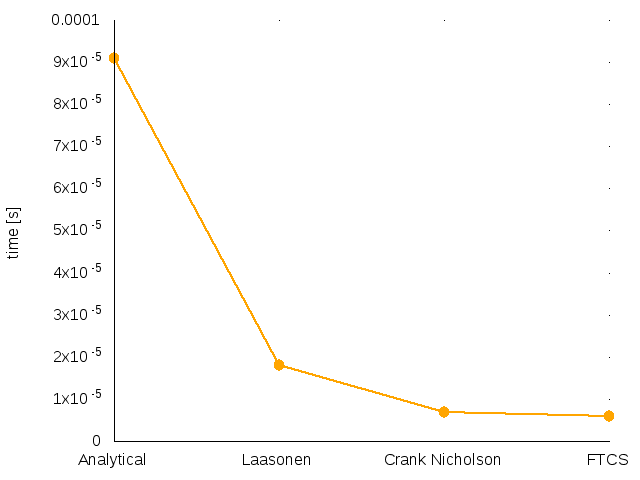 0.0001
9x10⁻⁵
8x10⁻⁵
7x10⁻⁵
6x10⁻⁵
5x10⁻⁵
4x10⁻⁵
3x10⁻⁵
2x10⁻⁵
1x10⁻⁵
0
time [s]
Analytical Laasonen Crank Nicholson FTCS